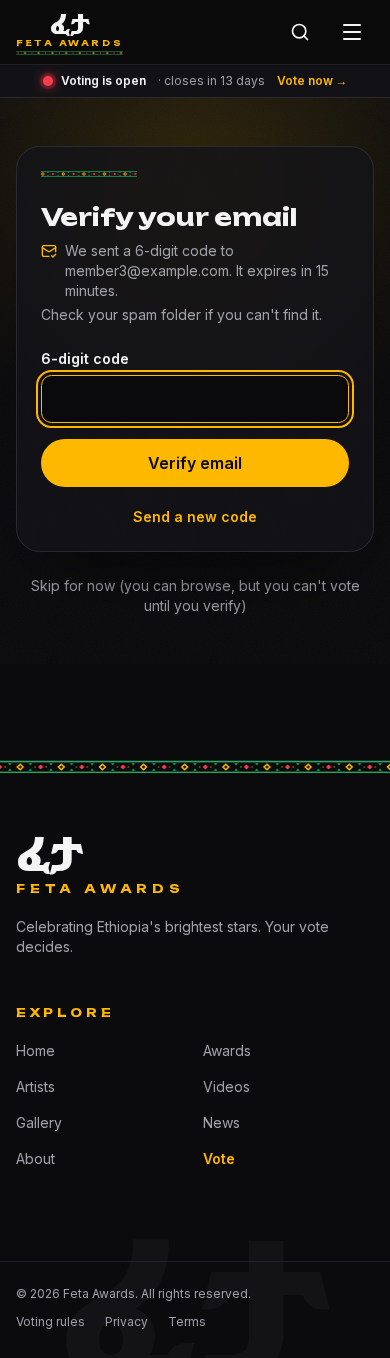 ፈታ
FETA AWARDS
Voting is open · closes in 13 days Vote now →
Verify your email
We sent a 6-digit code to
member3@example.com. It expires in 15
minutes.
Check your spam folder if you can't find it.
6-digit code
Verify email
Send a new code
Skip for now (you can browse, but you can't vote
until you verify)
ፈታ
FETA AWARDS
Celebrating Ethiopia's brightest stars. Your vote
decides.
EXPLORE
Home Awards
Artists Videos
Gallery News
About Vote
ፈታ
© 2026 Feta Awards. All rights reserved.
Voting rules Privacy Terms